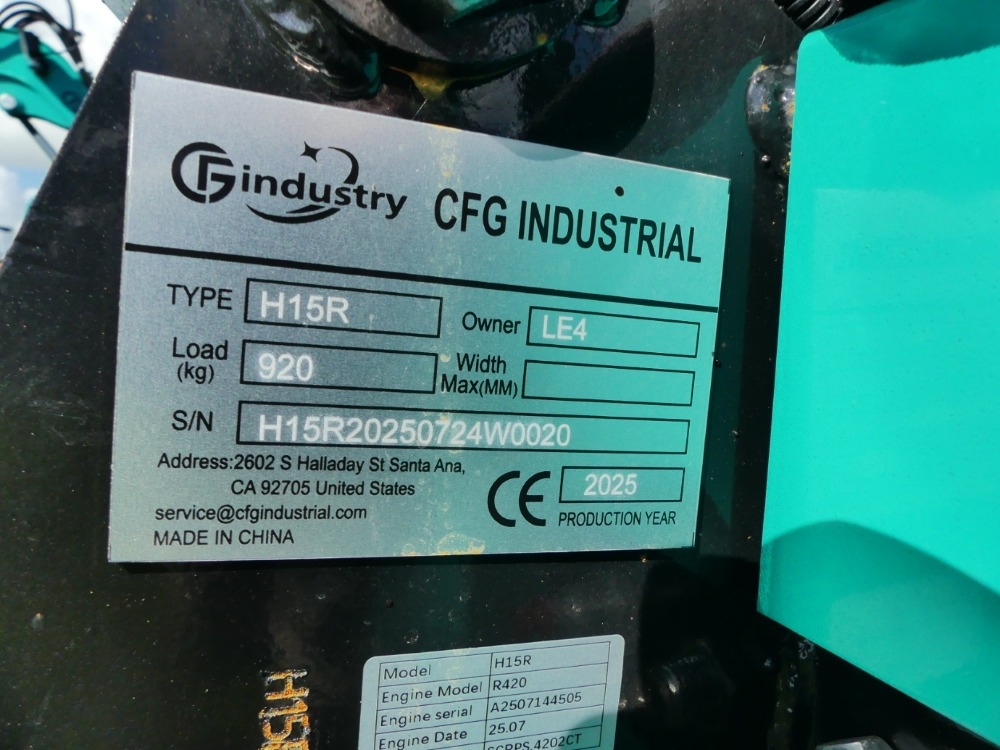 CFG industry CFG INDUSTRIAL
TYPE H15R Owner LE4
Load (kg) 920 Width Max(MM)
S/N H15R20250724W0020
Address:2602 S Halladay St Santa Ana,
CA 92705 United States
service@cfgindustrial.com
MADE IN CHINA
CE 2025
PRODUCTION YEAR
Model H15R
Engine Model R420
Engine serial A2507144505
Engine Date 25.07